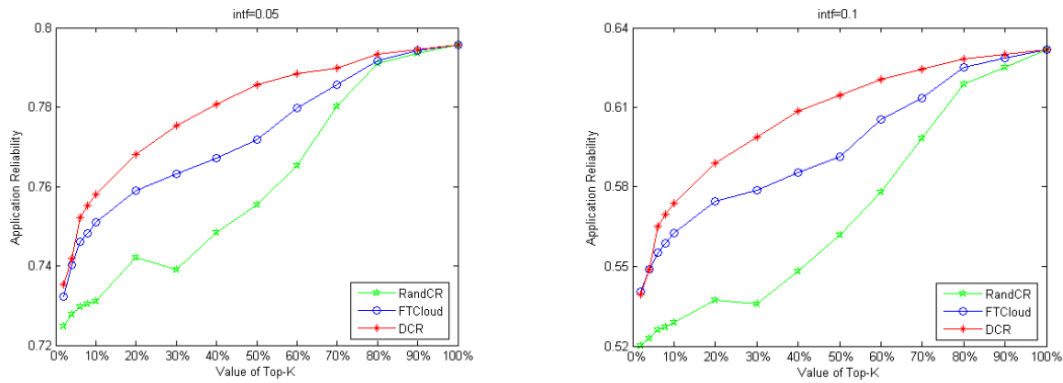 intf=0.05
Application Reliability
0.8
0.78
0.76
0.74
0.72
0% 10% 20% 30% 40% 50% 60% 70% 80% 90% 100%
Value of Top-K
RandCR
FTCloud
DCR
intf=0.1
Application Reliability
0.64
0.61
0.58
0.55
0.52
0% 10% 20% 30% 40% 50% 60% 70% 80% 90% 100%
Value of Top-K
RandCR
FTCloud
DCR